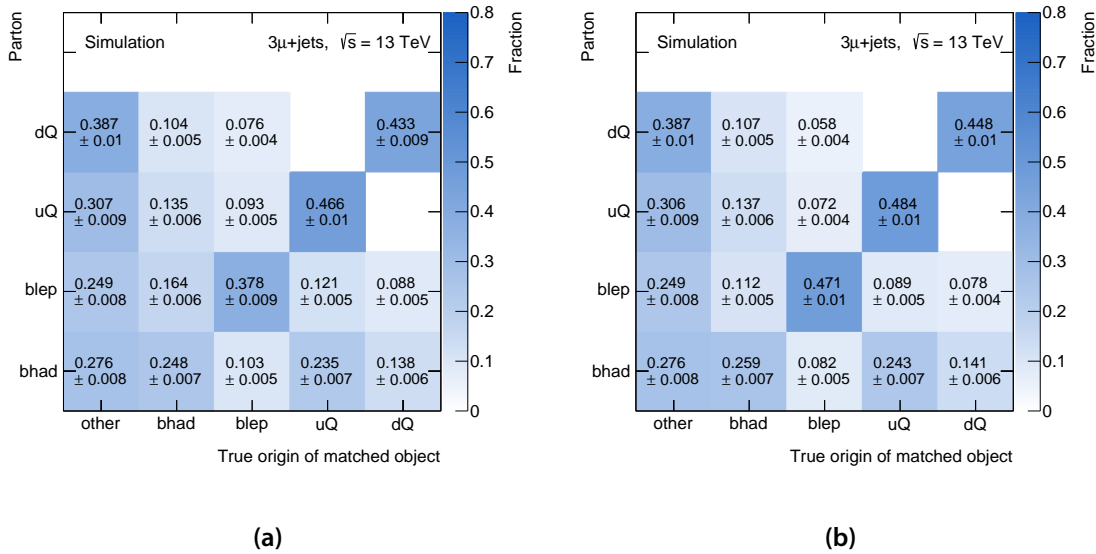 Parton
Simulation
3μ+jets, √s = 13 TeV
Fraction
0.8
0.7
0.6
0.5
0.4
0.3
0.2
0.1
0
dQ
0.387 ± 0.01
0.104 ± 0.005
0.076 ± 0.004
0.433 ± 0.009
uQ
0.307 ± 0.009
0.135 ± 0.006
0.093 ± 0.005
0.466 ± 0.01
blep
0.249 ± 0.008
0.164 ± 0.006
0.378 ± 0.009
0.121 ± 0.005
0.088 ± 0.005
bhad
0.276 ± 0.008
0.248 ± 0.007
0.103 ± 0.005
0.235 ± 0.007
0.138 ± 0.006
other bhad blep uQ dQ
True origin of matched object
(a)
Parton
Simulation
3μ+jets, √s = 13 TeV
Fraction
0.8
0.7
0.6
0.5
0.4
0.3
0.2
0.1
0
dQ
0.387 ± 0.01
0.107 ± 0.005
0.058 ± 0.004
0.448 ± 0.01
uQ
0.306 ± 0.009
0.137 ± 0.006
0.072 ± 0.004
0.484 ± 0.01
blep
0.249 ± 0.008
0.112 ± 0.005
0.471 ± 0.01
0.089 ± 0.005
0.078 ± 0.004
bhad
0.276 ± 0.008
0.259 ± 0.007
0.082 ± 0.005
0.243 ± 0.007
0.141 ± 0.006
other bhad blep uQ dQ
True origin of matched object
(b)